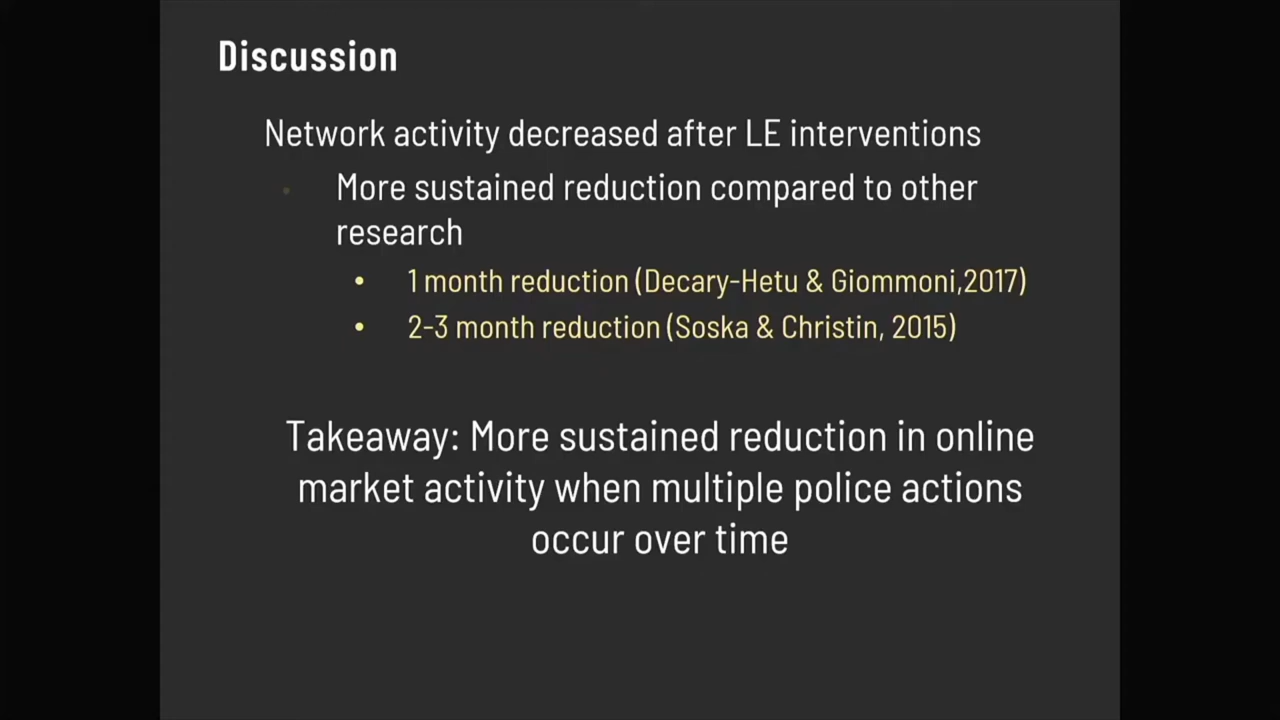 Discussion
Network activity decreased after LE interventions
More sustained reduction compared to other
research
• 1 month reduction (Decary-Hetu & Giommoni,2017)
• 2-3 month reduction (Soska & Christin, 2015)
Takeaway: More sustained reduction in online
market activity when multiple police actions
occur over time